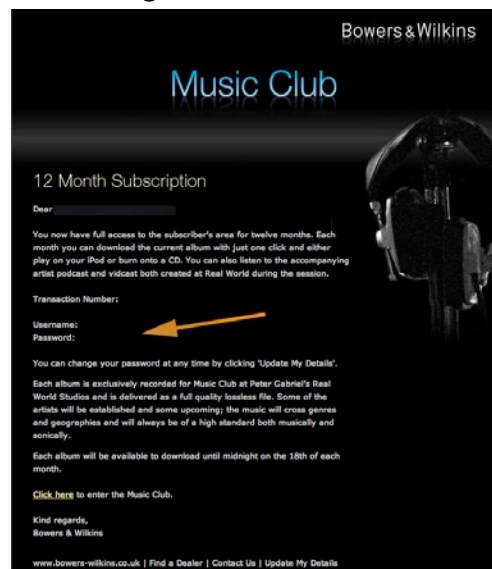 Bowers & Wilkins
Music Club
12 Month Subscription
Dear
You now have full access to the subscriber's area for twelve months. Each
month you can download the current album with just one click and either
play on your iPod or burn onto a CD. You can also listen to the accompanying
artist podcast and vidcast both created at Real World during the session.
Transaction Number:
Username:
Password:
You can change your password at any time by clicking 'Update My Details'.
Each album is exclusively recorded for Music Club at Peter Gabriel's Real
World Studios and is delivered as a full quality lossless file. Some of the
artists will be established and some upcoming; the music will cross genres
and geographies and will always be of a high standard both musically and
sonically.
Each album will be available to download until midnight on the 18th of each
month.
Click here to enter the Music Club.
Kind regards,
Bowers & Wilkins
www.bowers-wilkins.co.uk | Find a Dealer | Contact Us | Update My Details